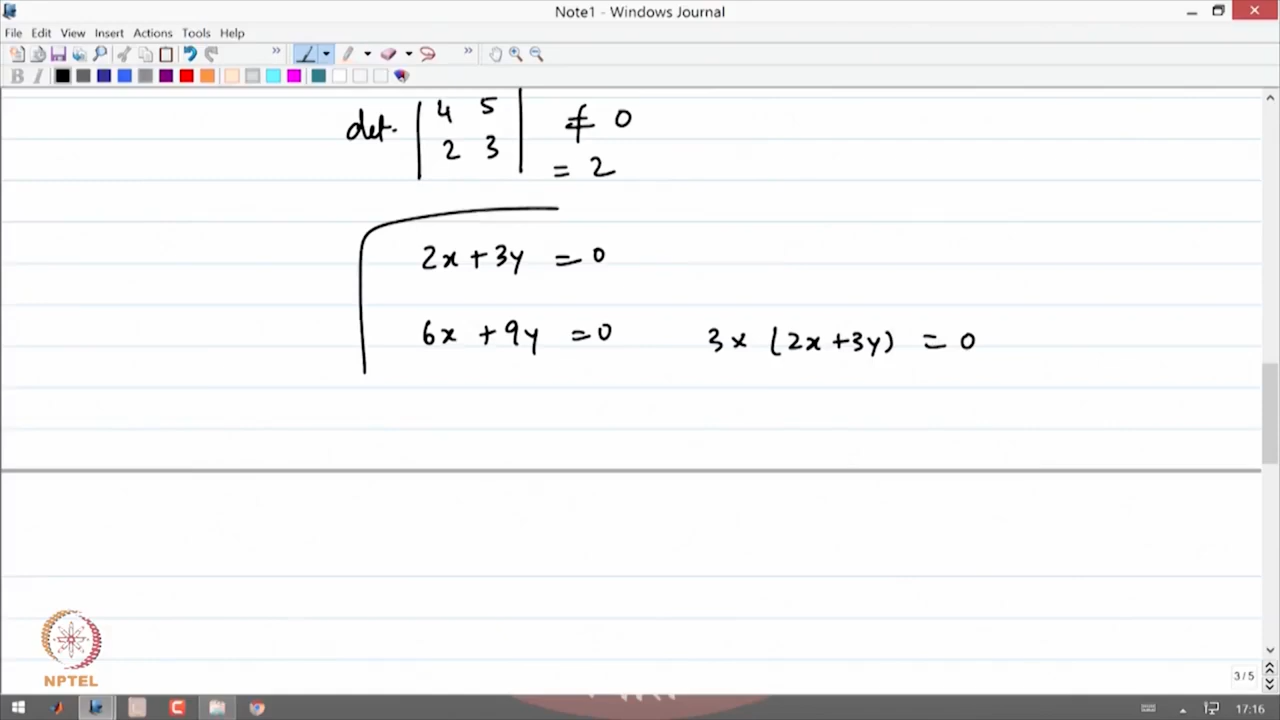 Note1 - Windows Journal
File Edit View Insert Actions Tools Help
B I
det. | 4 5 | ≠ 0
| 2 3 | = 2
2x + 3y = 0
6x + 9y = 0 3 × (2x + 3y) = 0
3 / 5
NPTEL
17:16